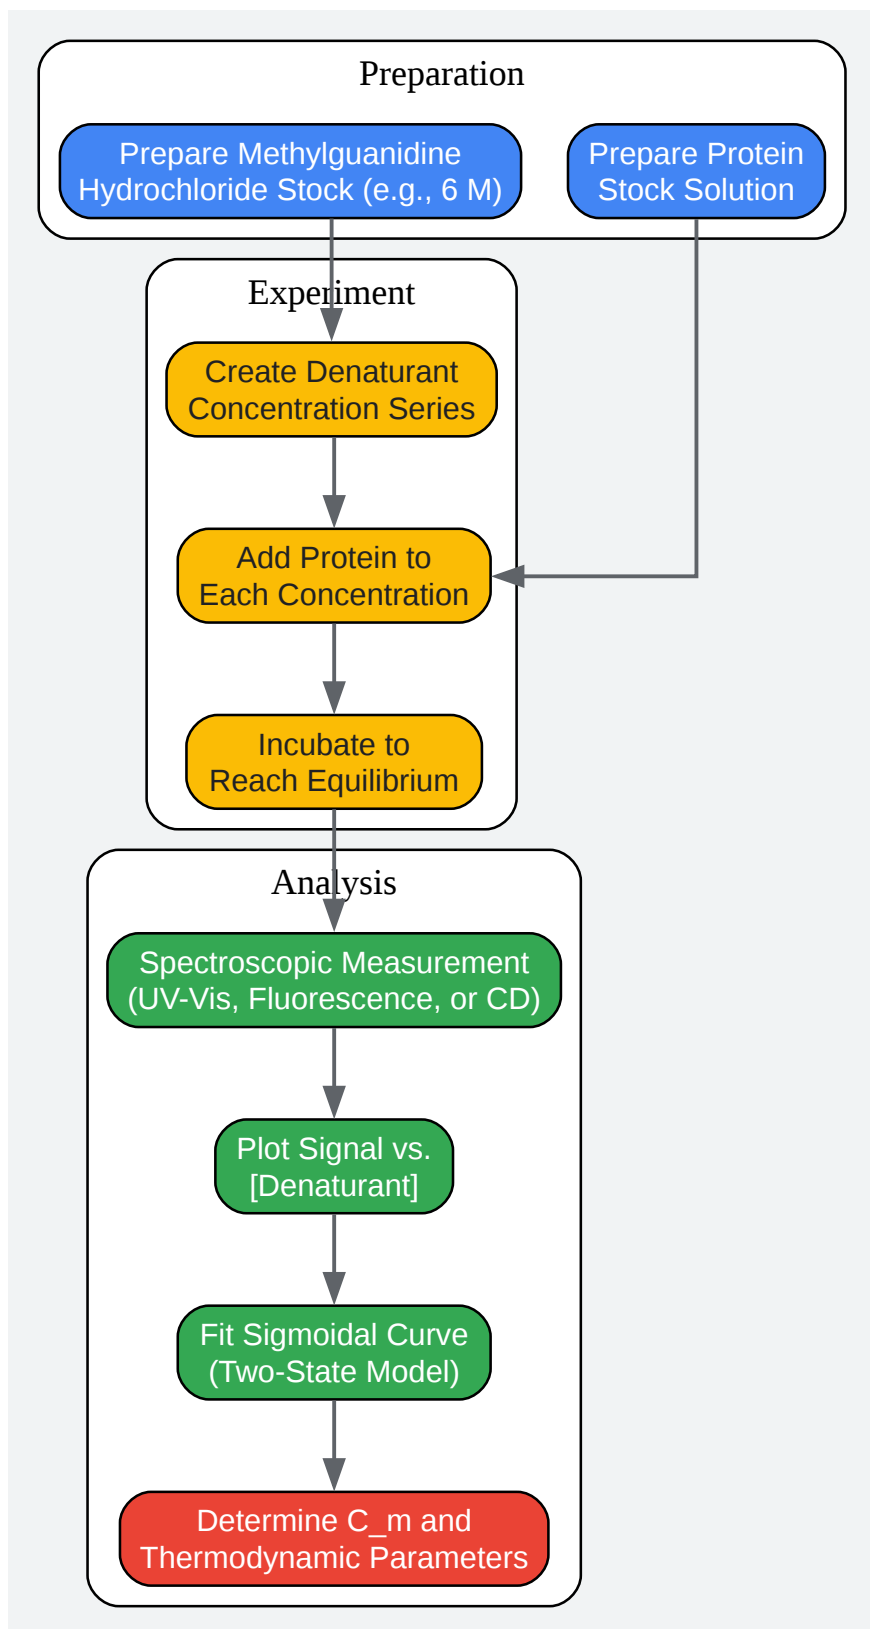 Preparation
Prepare Methylguanidine
Hydrochloride Stock (e.g., 6 M)
Prepare Protein
Stock Solution
Experiment
Create Denaturant
Concentration Series
Add Protein to
Each Concentration
Incubate to
Reach Equilibrium
Analysis
Spectroscopic Measurement
(UV-Vis, Fluorescence, or CD)
Plot Signal vs.
[Denaturant]
Fit Sigmoidal Curve
(Two-State Model)
Determine C_m and
Thermodynamic Parameters